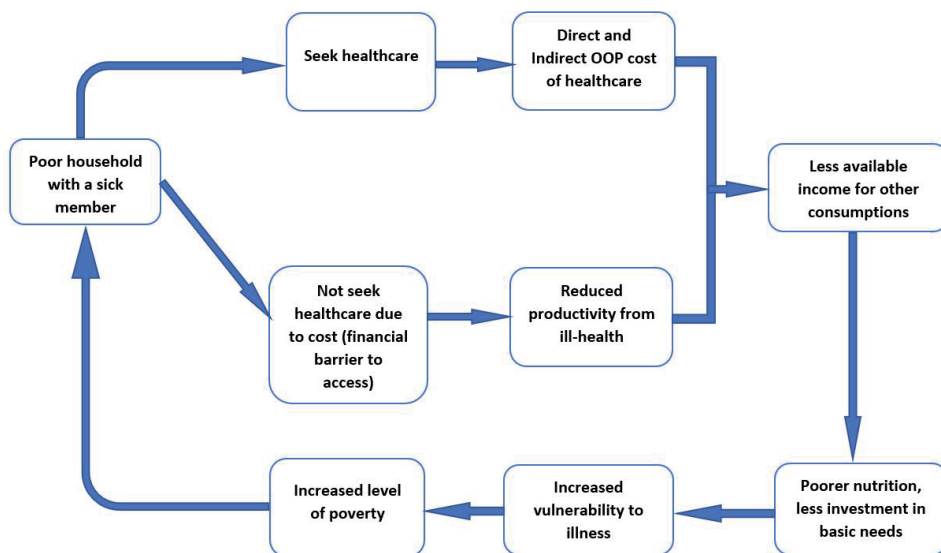 Seek healthcare
Direct and
Indirect OOP cost
of healthcare
Poor household
with a sick
member
Less available
income for other
consumptions
Not seek
healthcare due
to cost (financial
barrier to
access)
Reduced
productivity from
ill-health
Increased level
of poverty
Increased
vulnerability to
illness
Poorer nutrition,
less investment in
basic needs